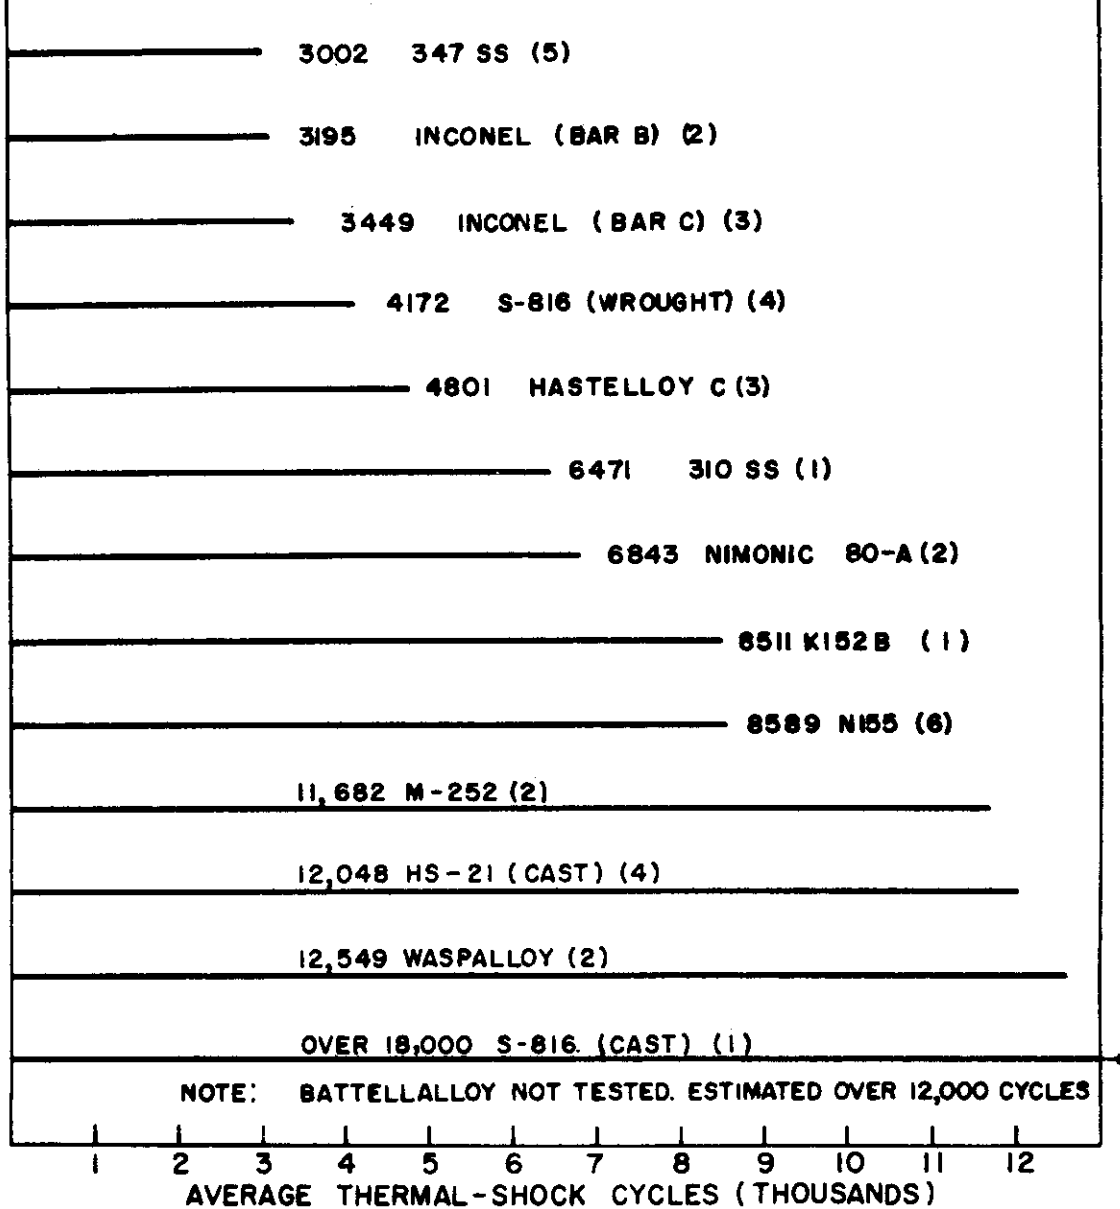 3002 347 SS (5)
3195 INCONEL (BAR B) (2)
3449 INCONEL (BAR C) (3)
4172 S-816 (WROUGHT) (4)
4801 HASTELLOY C (3)
6471 310 SS (1)
6843 NIMONIC 80-A (2)
8511 K152B (1)
8589 N155 (6)
11,682 M-252 (2)
12,048 HS-21 (CAST) (4)
12,549 WASPALLOY (2)
OVER 18,000 S-816. (CAST) (1)
NOTE: BATTELLALLOY NOT TESTED. ESTIMATED OVER 12,000 CYCLES
1 2 3 4 5 6 7 8 9 10 11 12
AVERAGE THERMAL-SHOCK CYCLES (THOUSANDS)